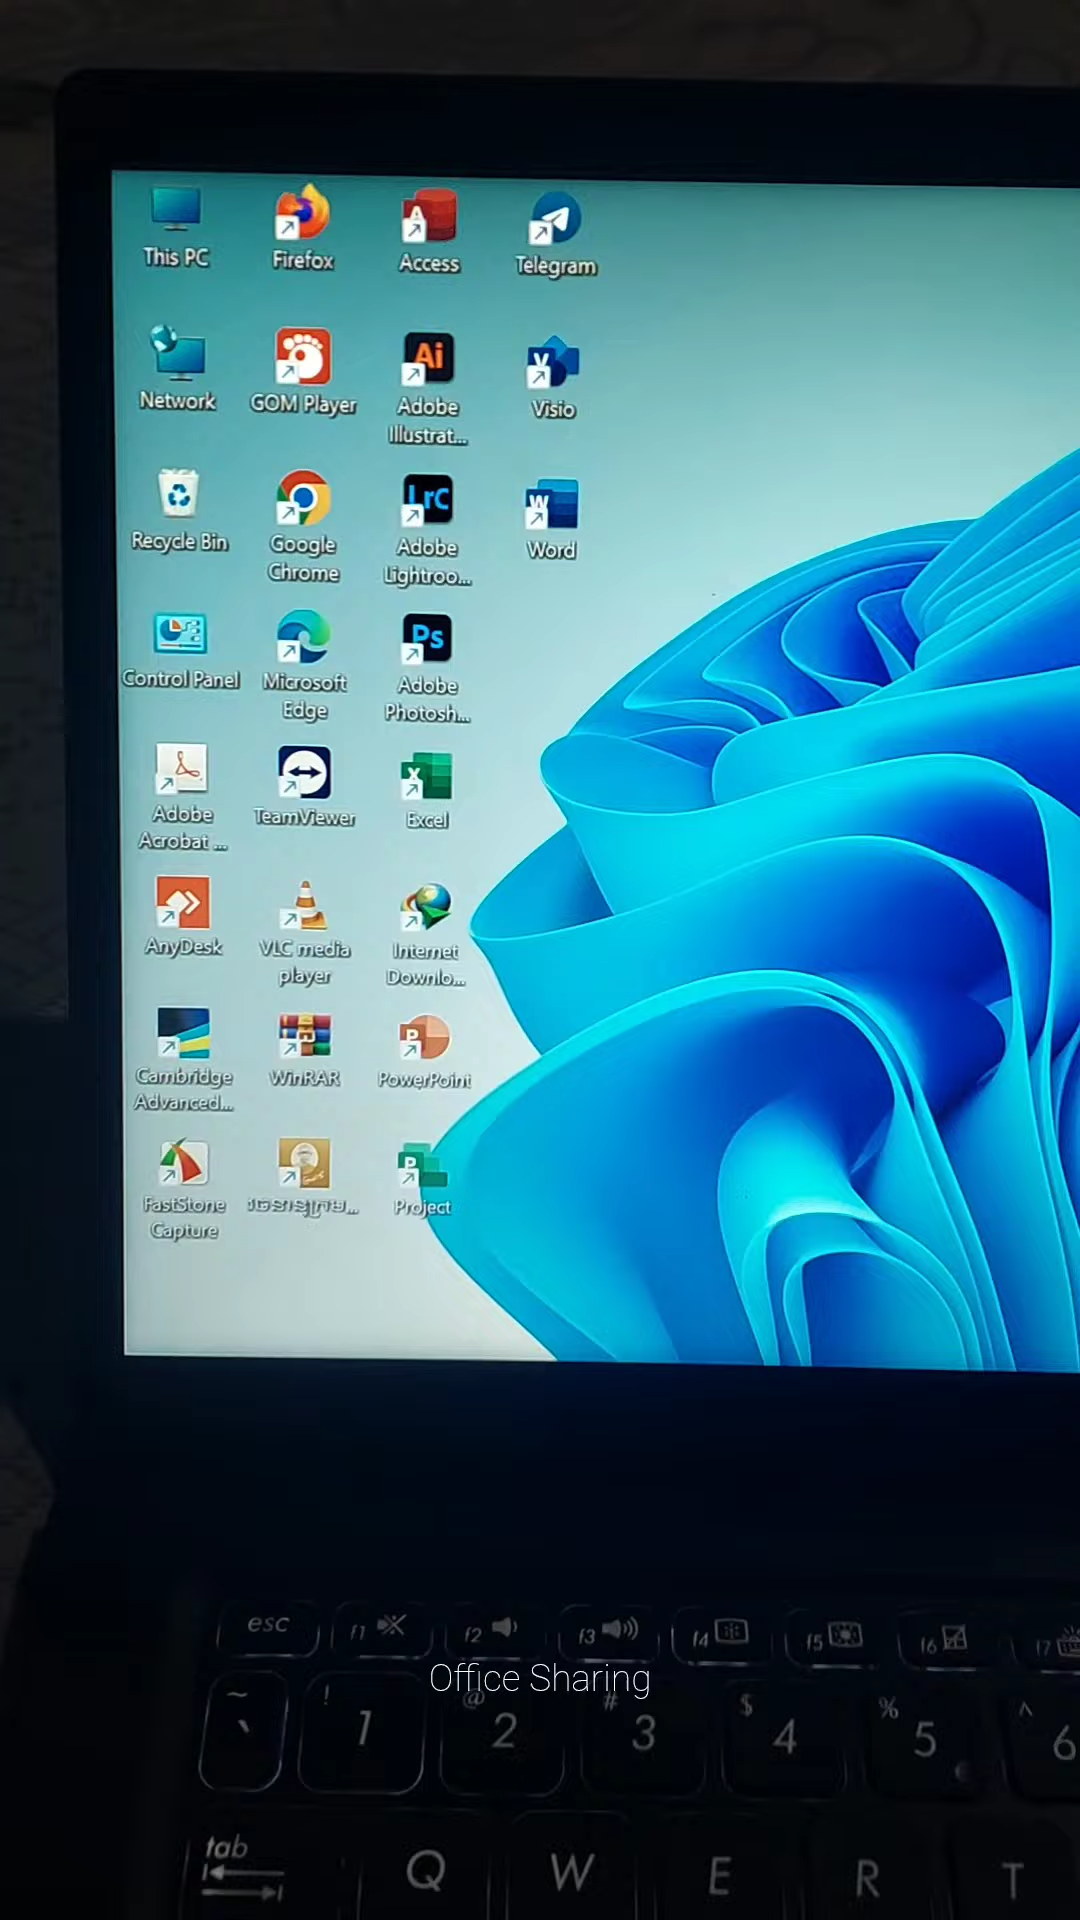 This PC
Firefox
Access
Telegram
Network
GOM Player
Adobe
Illustrat...
Visio
Recycle Bin
Google
Chrome
Adobe
Lightroo...
Word
Control Panel
Microsoft
Edge
Adobe
Photosh...
Adobe
Acrobat ...
TeamViewer
Excel
AnyDesk
VLC media
player
Internet
Downlo...
Cambridge
Advanced...
WinRAR
PowerPoint
FastStone
Capture
Project
esc
f1
f2
f3
f4
f5
f6
f7
Office Sharing
~ `
! 1
@ 2
# 3
$ 4
% 5
^ 6
tab
Q W E R T